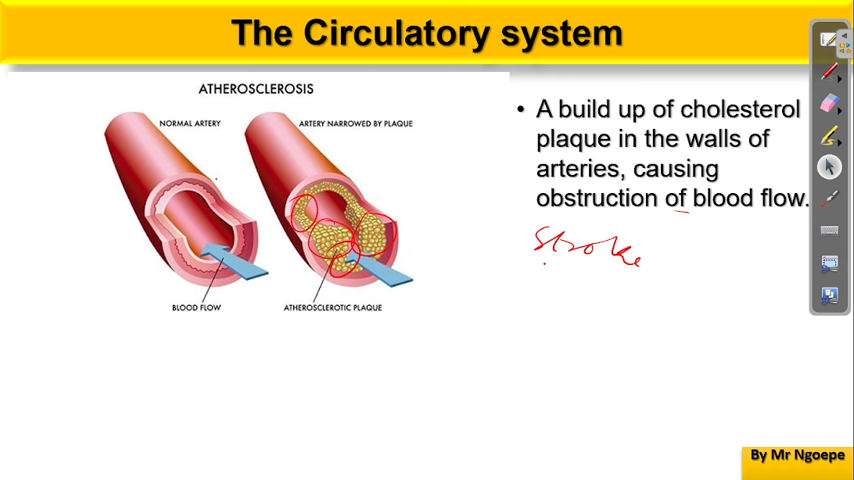 The Circulatory system
ATHEROSCLEROSIS
NORMAL ARTERY
ARTERY NARROWED BY PLAQUE
BLOOD FLOW
ATHEROSCLEROTIC PLAQUE
• A build up of cholesterol
plaque in the walls of
arteries, causing
obstruction of blood flow.
Stroke
By Mr Ngoepe